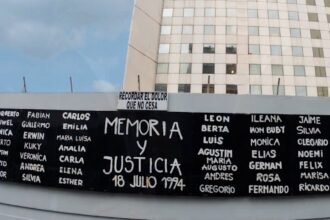 RECORDAR EL DOLOR
QUE NO CESA
MEMORIA
Y
JUSTICIA
18 JULIO 1994
FABIAN
GUILLERMO
ERWIN
KUKY
VERONICA
ANDREA
SILVIA
CARLOS
EMILIA
MARIA LUISA
AMALIA
CARLA
ELENA
ESTHER
LEON
BERTA
LUIS
MARIA
AUGUSTO
ANDRES
GREGORIO
ILEANA
MONICA
ELIAS
GERMAN
ROSA
FERNANDO
JAIME
SILVIA
NOEMI
FELIX
MARISA
RICARDO